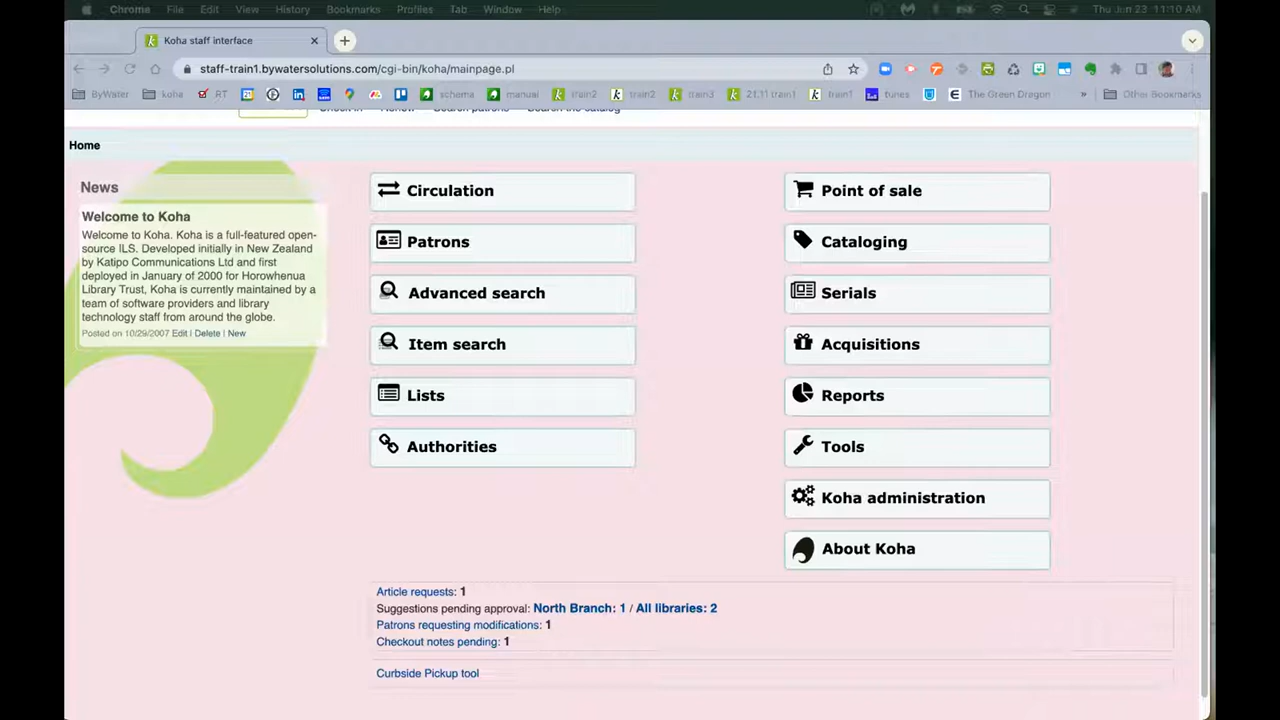 Chrome File Edit View History Bookmarks Profiles Tab Window Help Thu Jun 23 11:10 AM
Koha staff interface
staff-train1.bywatersolutions.com/cgi-bin/koha/mainpage.pl
ByWater koha RT schema manual train2 train2 train3 21.11 train1 train1 tunes The Green Dragon » Other Bookmarks
Home
News
Welcome to Koha
Welcome to Koha. Koha is a full-featured open-
source ILS. Developed initially in New Zealand
by Katipo Communications Ltd and first
deployed in January of 2000 for Horowhenua
Library Trust, Koha is currently maintained by a
team of software providers and library
technology staff from around the globe.
Posted on 10/29/2007 Edit | Delete | New
Circulation
Patrons
Advanced search
Item search
Lists
Authorities
Point of sale
Cataloging
Serials
Acquisitions
Reports
Tools
Koha administration
About Koha
Article requests: 1
Suggestions pending approval: North Branch: 1 / All libraries: 2
Patrons requesting modifications: 1
Checkout notes pending: 1
Curbside Pickup tool